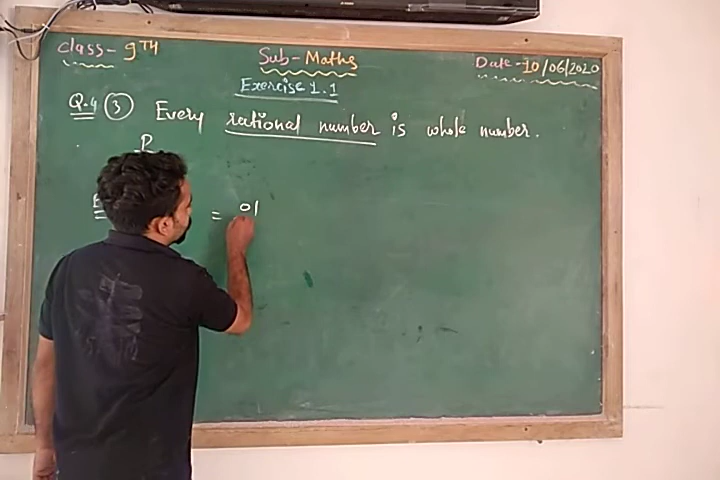 Class- 9TH Sub- Maths Date-10/06/2020
Exercise 1.1
Q.4 (3) Every rational number is whole number.
P
= 01